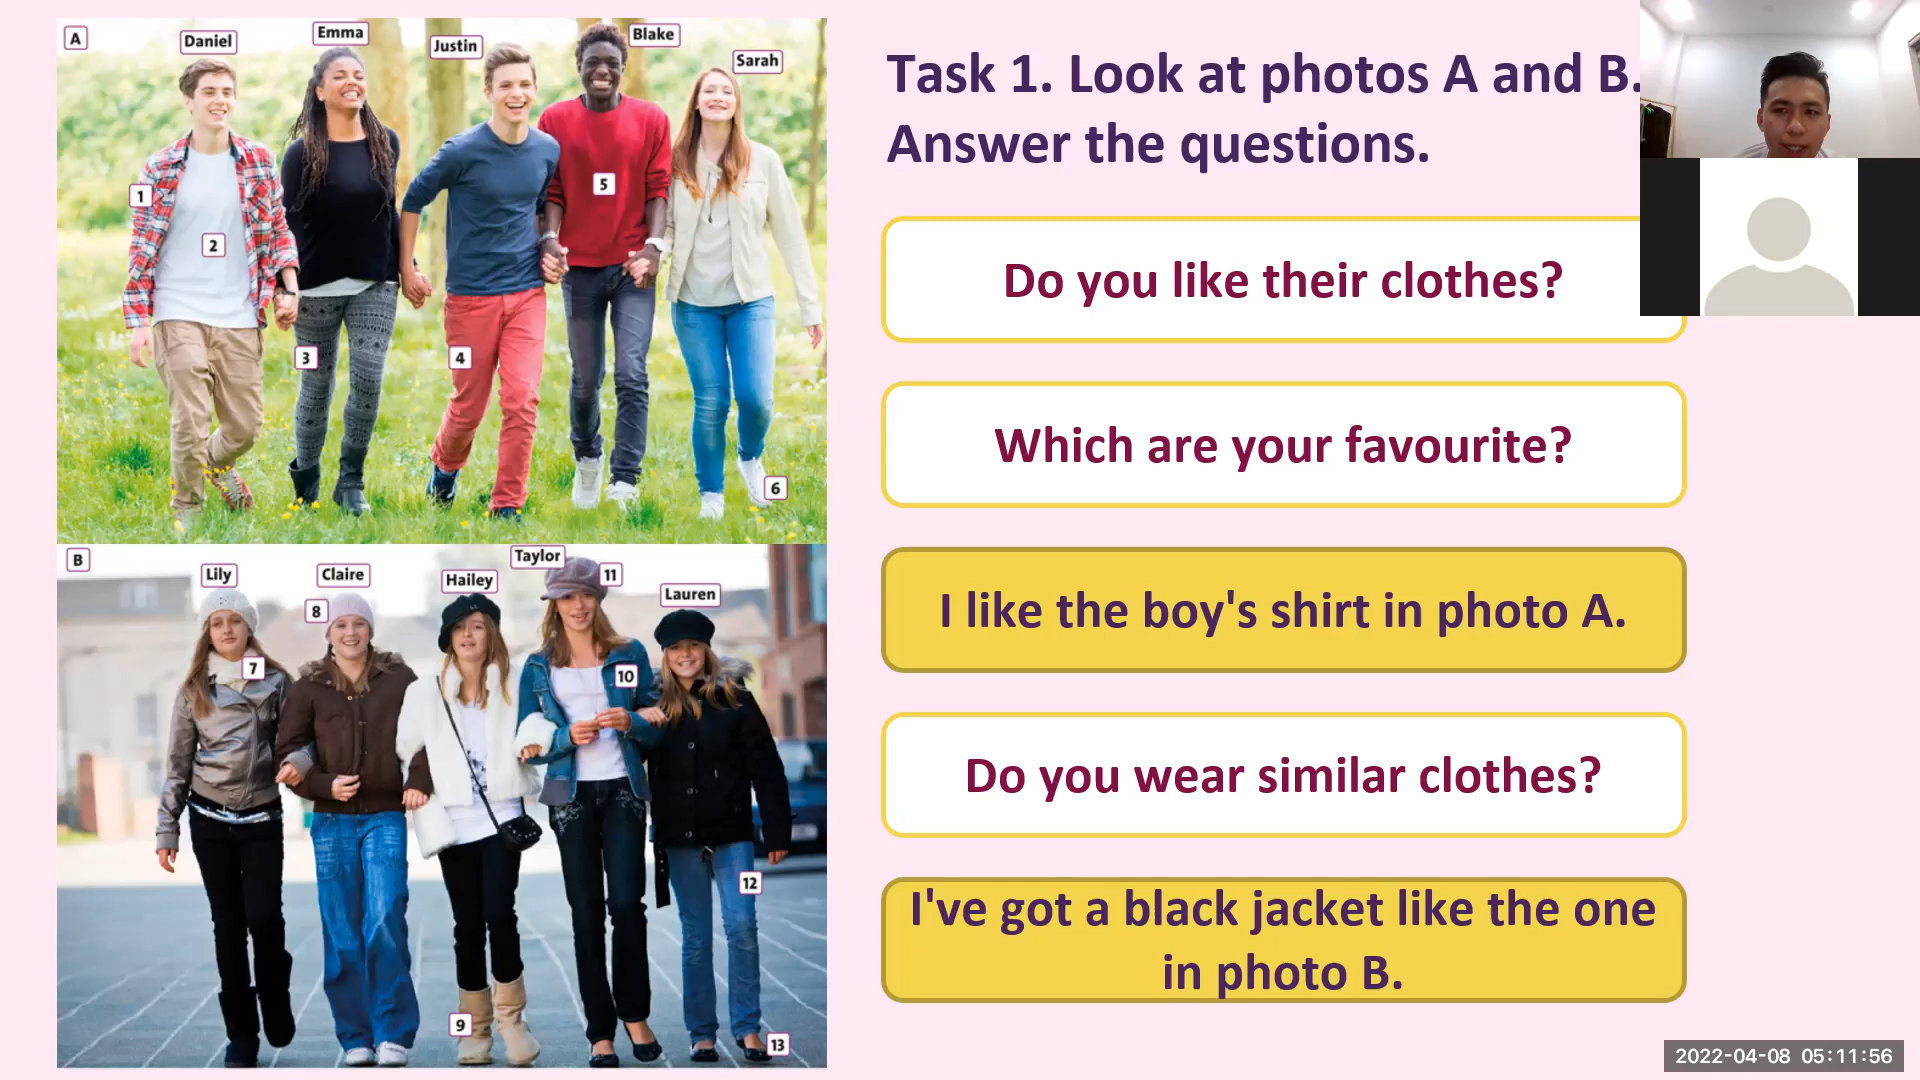 A
Daniel
Emma
Justin
Blake
Sarah
1
2
3
4
5
6
B
Lily
Claire
Hailey
Taylor
Lauren
7
8
9
10
11
12
13
Task 1. Look at photos A and B.
Answer the questions.
Do you like their clothes?
Which are your favourite?
I like the boy's shirt in photo A.
Do you wear similar clothes?
I've got a black jacket like the one
in photo B.
2022-04-08 05:11:56